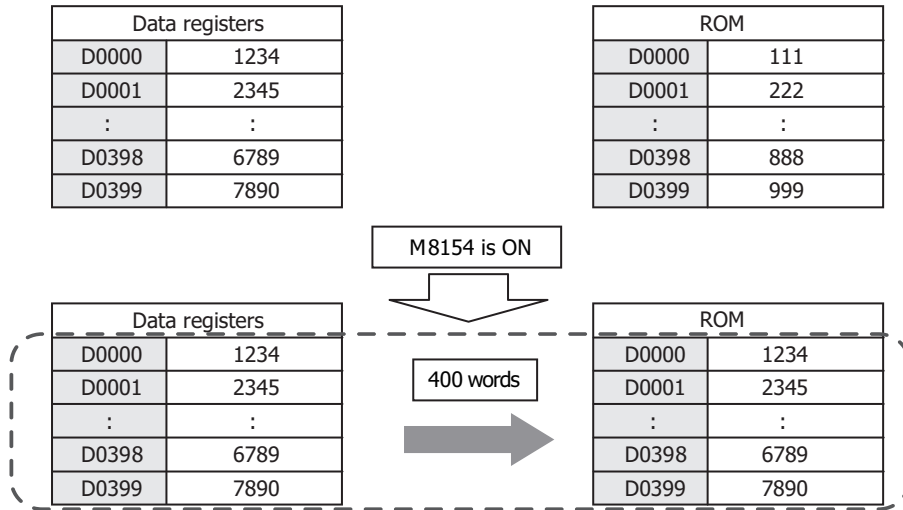 Data registers ROM
D0000 1234 D0000 111
D0001 2345 D0001 222
: : : :
D0398 6789 D0398 888
D0399 7890 D0399 999
M8154 is ON
Data registers ROM
D0000 1234 D0000 1234
D0001 2345 400 words D0001 2345
: : : :
D0398 6789 D0398 6789
D0399 7890 D0399 7890